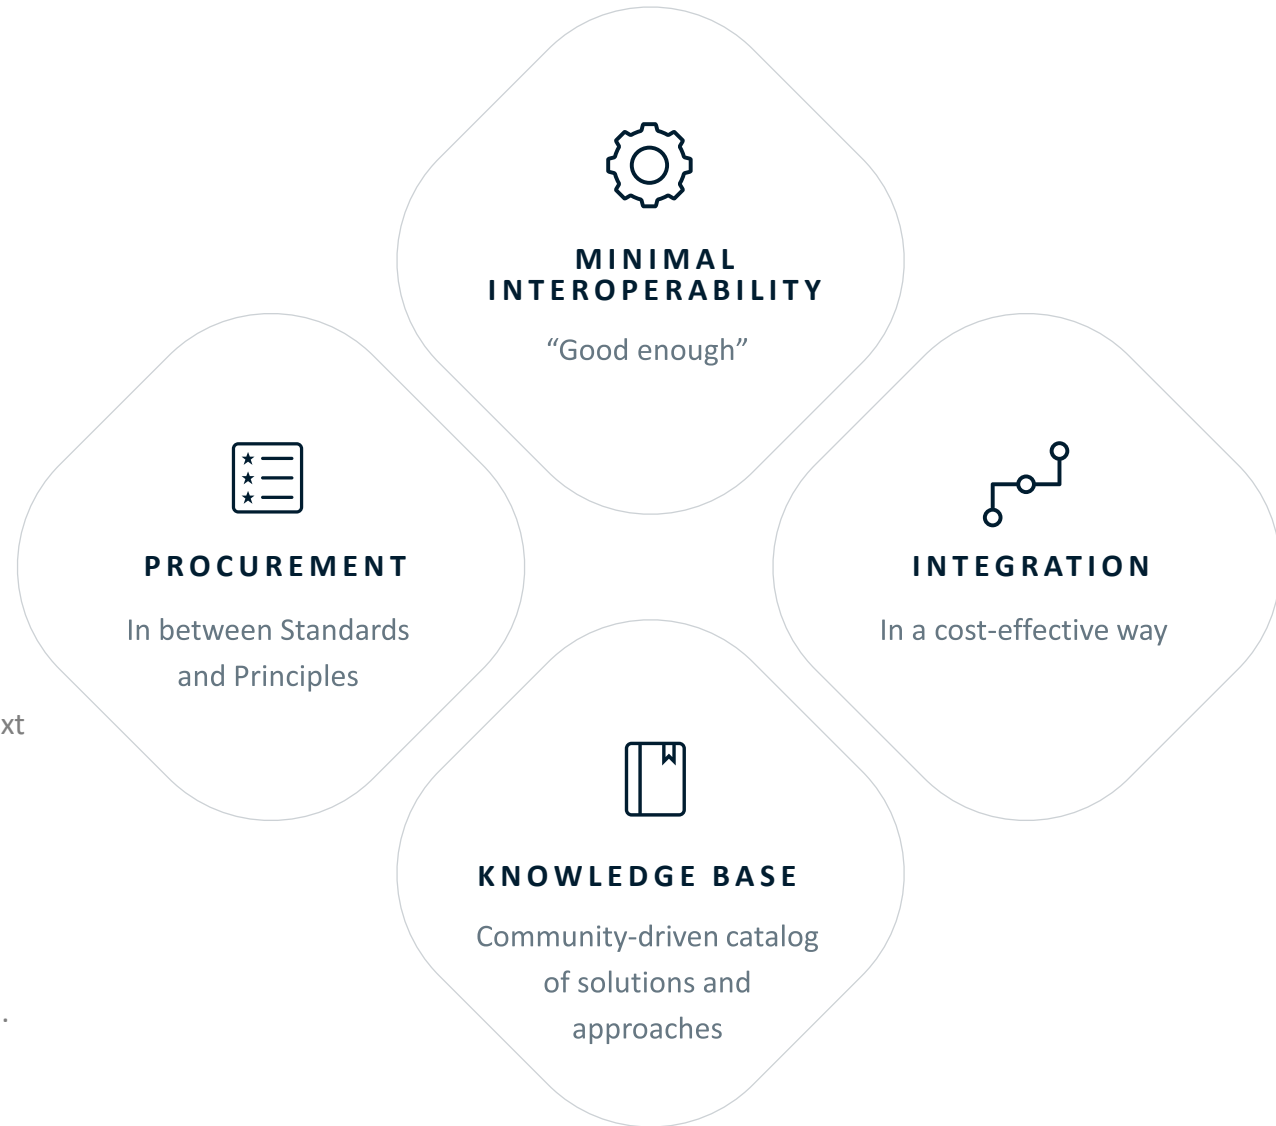 MINIMAL
INTEROPERABILITY
“Good enough”
PROCUREMENT
In between Standards
and Principles
INTEGRATION
In a cost-effective way
xt
KNOWLEDGE BASE
Community-driven catalog
of solutions and
approaches
.